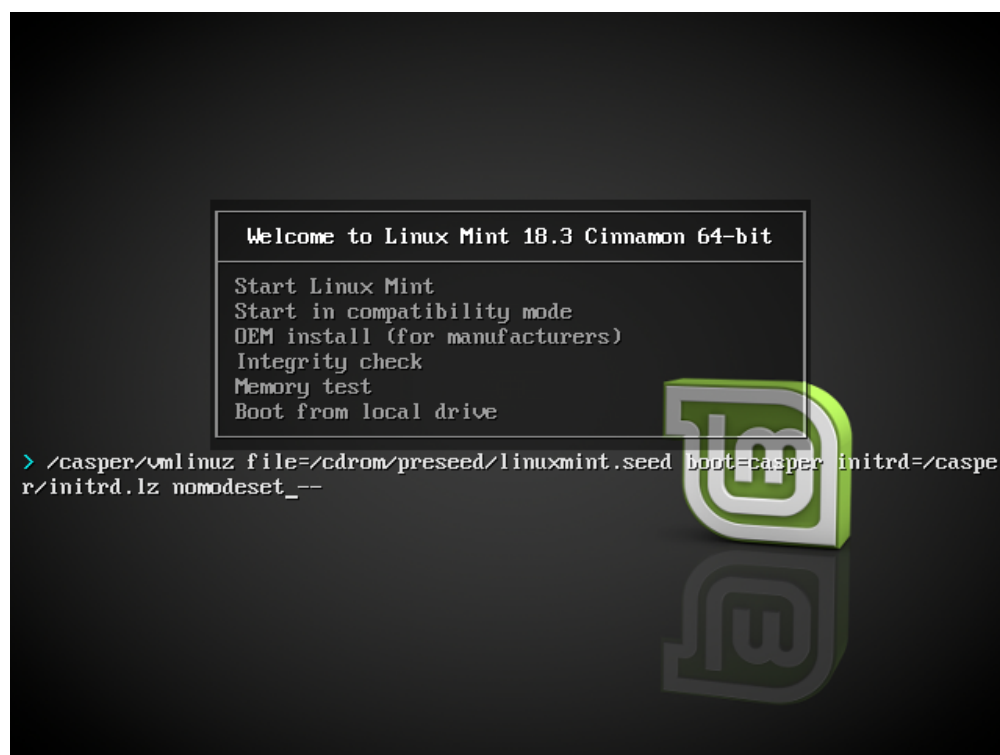 Welcome to Linux Mint 18.3 Cinnamon 64-bit
Start Linux Mint
Start in compatibility mode
OEM install (for manufacturers)
Integrity check
Memory test
Boot from local drive
> /casper/vmlinuz file=/cdrom/preseed/linuxmint.seed boot=casper initrd=/caspe
r/initrd.lz nomodeset_--